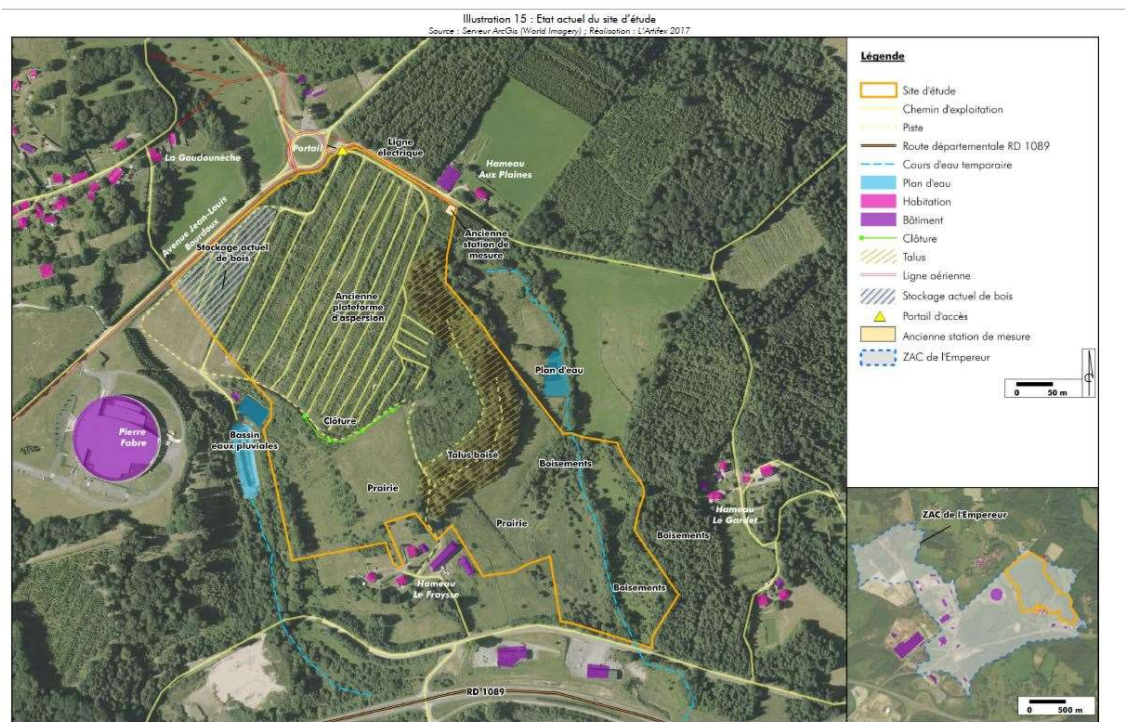 Illustration 15 : Etat actuel du site d'étude
Source : Serveur ArcGis (World Imagery) ; Réalisation : L'Artifex 2017
Portail
Ligne
électrique
La Goudounèche
Hameau
Aux Plaines
Avenue Jean-Louis
Bourdoux
Stockage actuel
de bois
Ancienne
station de
mesure
Ancienne
plateforme
d'aspersion
Plan d'eau
Pierre
Fabre
Bassin
eaux pluviales
Clôture
Talus boisé
Boisements
Prairie
Prairie
Hameau
Le Gardet
Boisements
Boisements
Hameau
Le Fraysse
RD 1089
Légende
Site d'étude
Chemin d'exploitation
Piste
Route départementale RD 1089
Cours d'eau temporaire
Plan d'eau
Habitation
Bâtiment
Clôture
Talus
Ligne aérienne
Stockage actuel de bois
Portail d'accès
Ancienne station de mesure
ZAC de l'Empereur
0 50 m
ZAC de l'Empereur
0 500 m